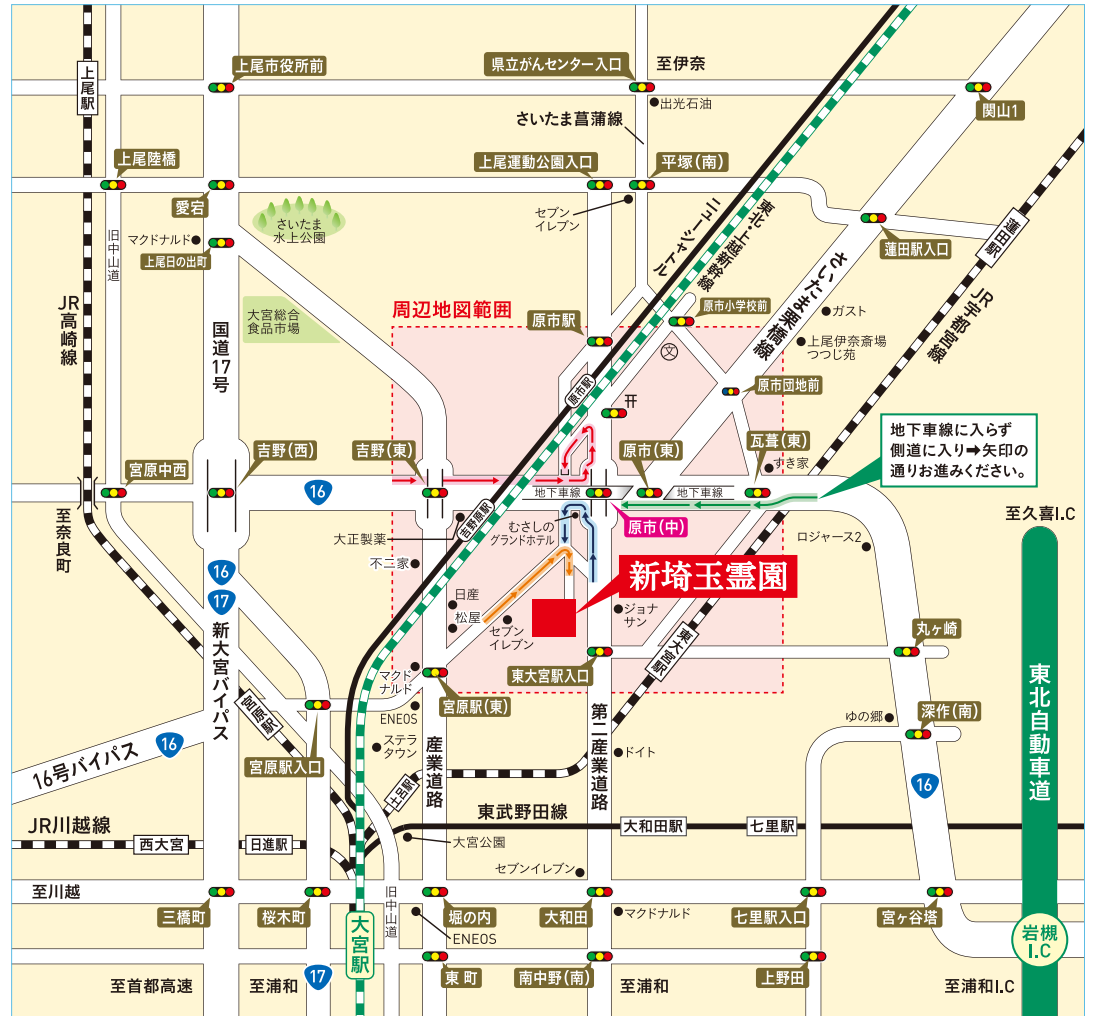 上尾駅
上尾市役所前
県立がんセンター入口
至伊奈
出光石油
関山1
さいたま菖蒲線
上尾陸橋
上尾運動公園入口
平塚(南)
愛宕
さいたま
水上公園
セブン
イレブン
旧中山道
マクドナルド
上尾日の出町
ニューシャトル
東北・上越新幹線
蓮田駅入口
蓮田駅
JR高崎線
国道17号
大宮総合
食品市場
周辺地図範囲
原市駅
原市小学校前
さいたま栗橋線
ガスト
上尾伊奈斎場
つつじ苑
JR宇都宮線
文
原市駅
原市団地前
地下車線に入らず
側道に入り➡矢印の
通りお進みください。
宮原中西
吉野(西)
吉野(東)
原市(東)
瓦葺(東)
すき家
16
地下車線
地下車線
至奈良町
大正製薬
吉野原駅
むさしの
グランドホテル
原市(中)
ロジャース2
至久喜I.C
不二家
16
17
新埼玉霊園
日産
松屋
セブン
イレブン
ジョナ
サン
新大宮バイパス
東大宮駅
丸ヶ崎
マクド
ナルド
東大宮駅入口
宮原駅
宮原駅(東)
ENEOS
ゆの郷
深作(南)
東北自動車道
16号バイパス
16
宮原駅入口
ステラ
タウン
産業道路
第二産業道路
ドイト
土呂駅
16
JR川越線
東武野田線
大和田駅
七里駅
西大宮
日進駅
大宮公園
セブンイレブン
至川越
三橋町
桜木町
旧中山道
堀の内
大和田
マクドナルド
七里駅入口
宮ヶ谷塔
大宮駅
ENEOS
岩槻
I.C
至首都高速
至浦和
17
東町
南中野(南)
至浦和
上野田
至浦和I.C